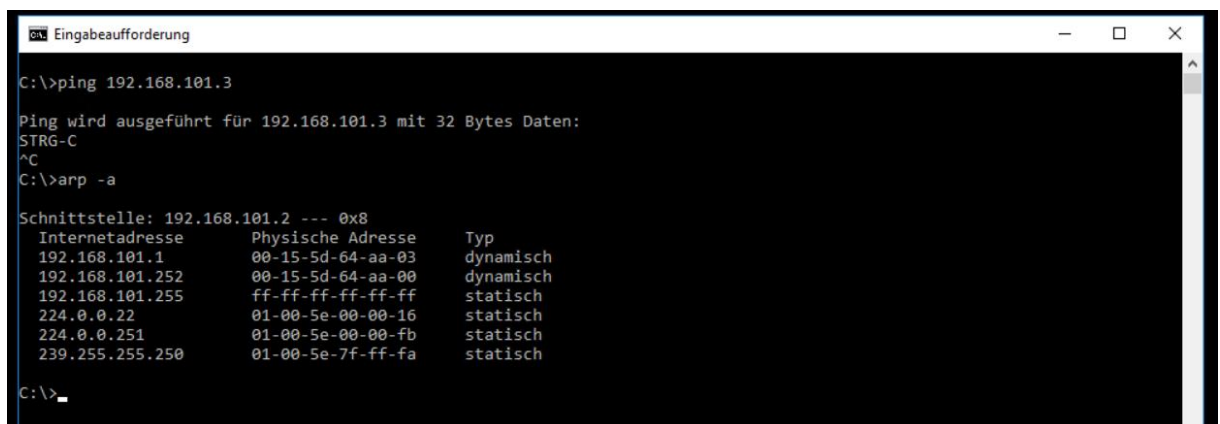 Eingabeaufforderung
C:\>ping 192.168.101.3
Ping wird ausgeführt für 192.168.101.3 mit 32 Bytes Daten:
STRG-C
^C
C:\>arp -a
Schnittstelle: 192.168.101.2 --- 0x8
Internetadresse Physische Adresse Typ
192.168.101.1 00-15-5d-64-aa-03 dynamisch
192.168.101.252 00-15-5d-64-aa-00 dynamisch
192.168.101.255 ff-ff-ff-ff-ff-ff statisch
224.0.0.22 01-00-5e-00-00-16 statisch
224.0.0.251 01-00-5e-00-00-fb statisch
239.255.255.250 01-00-5e-7f-ff-fa statisch
C:\>